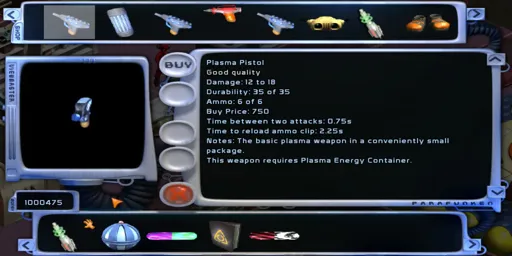 SHOP
BUY
Plasma Pistol
Good quality
Damage: 12 to 18
Durability: 35 of 35
Ammo: 6 of 6
Buy Price: 750
Time between two attacks: 0.75s
Time to reload ammo clip: 2.25s
Notes: The basic plasma weapon in a conveniently small
package.
This weapon requires Plasma Energy Container.
1000475